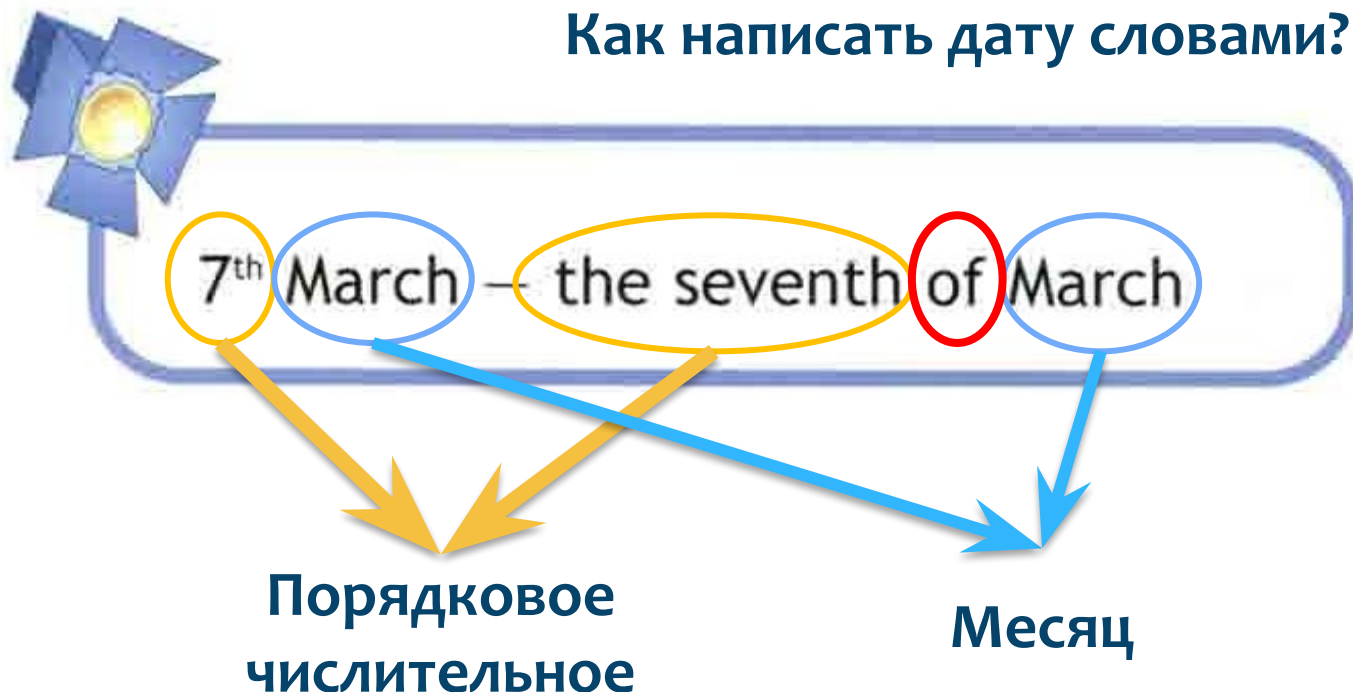 Как написать дату словами?
7th March – the seventh of March
Порядковое
числительное
Месяц